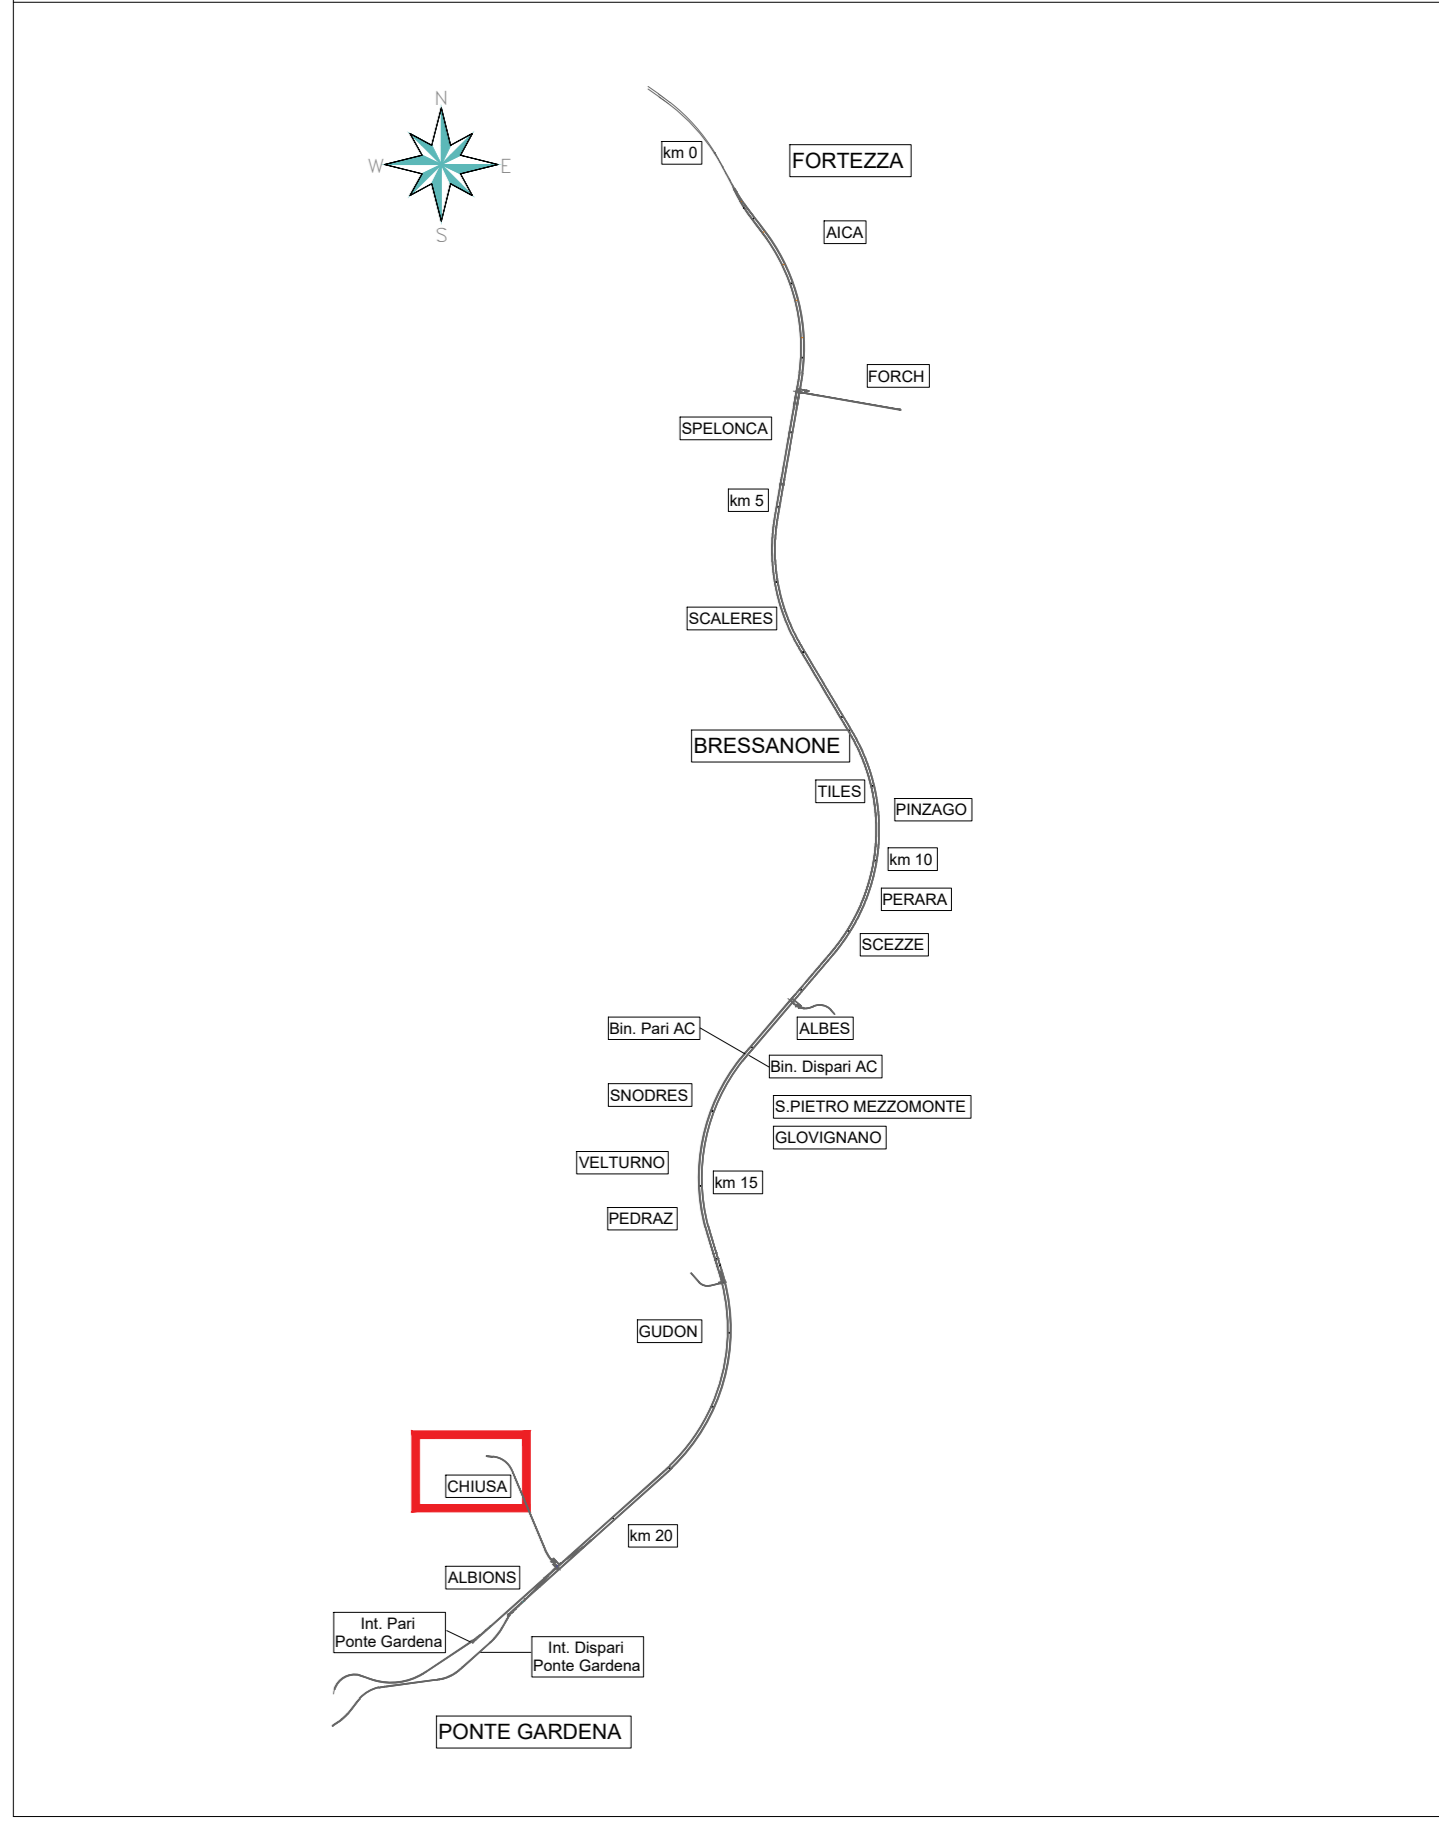 N
km 0
FORTEZZA
W
E
AICA
S
FORCH
SPELONCA
km 5
SCALERES
BRESSANONE
TILES
PINZAGO
km 10
PERARA
SCEZZE
Bin. Pari AC
ALBES
Bin. Dispari AC
SNODRES
S.PIETRO MEZZOMONTE
GLOVIGNANO
VELTURNO
km 15
PEDRAZ
GUDON
CHIUSA
km 20
ALBIONS
Int. Pari
Ponte Gardena
Int. Dispari
Ponte Gardena
PONTE GARDENA